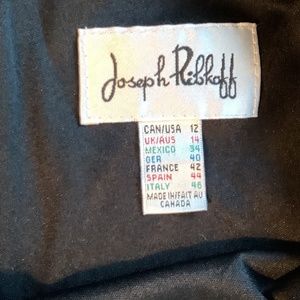 Joseph Ribkoff
CAN/USA 12
UK/AUS 14
MEXICO 34
GER 40
FRANCE 42
SPAIN 44
ITALY 46
MADE IN/FAIT AU
CANADA